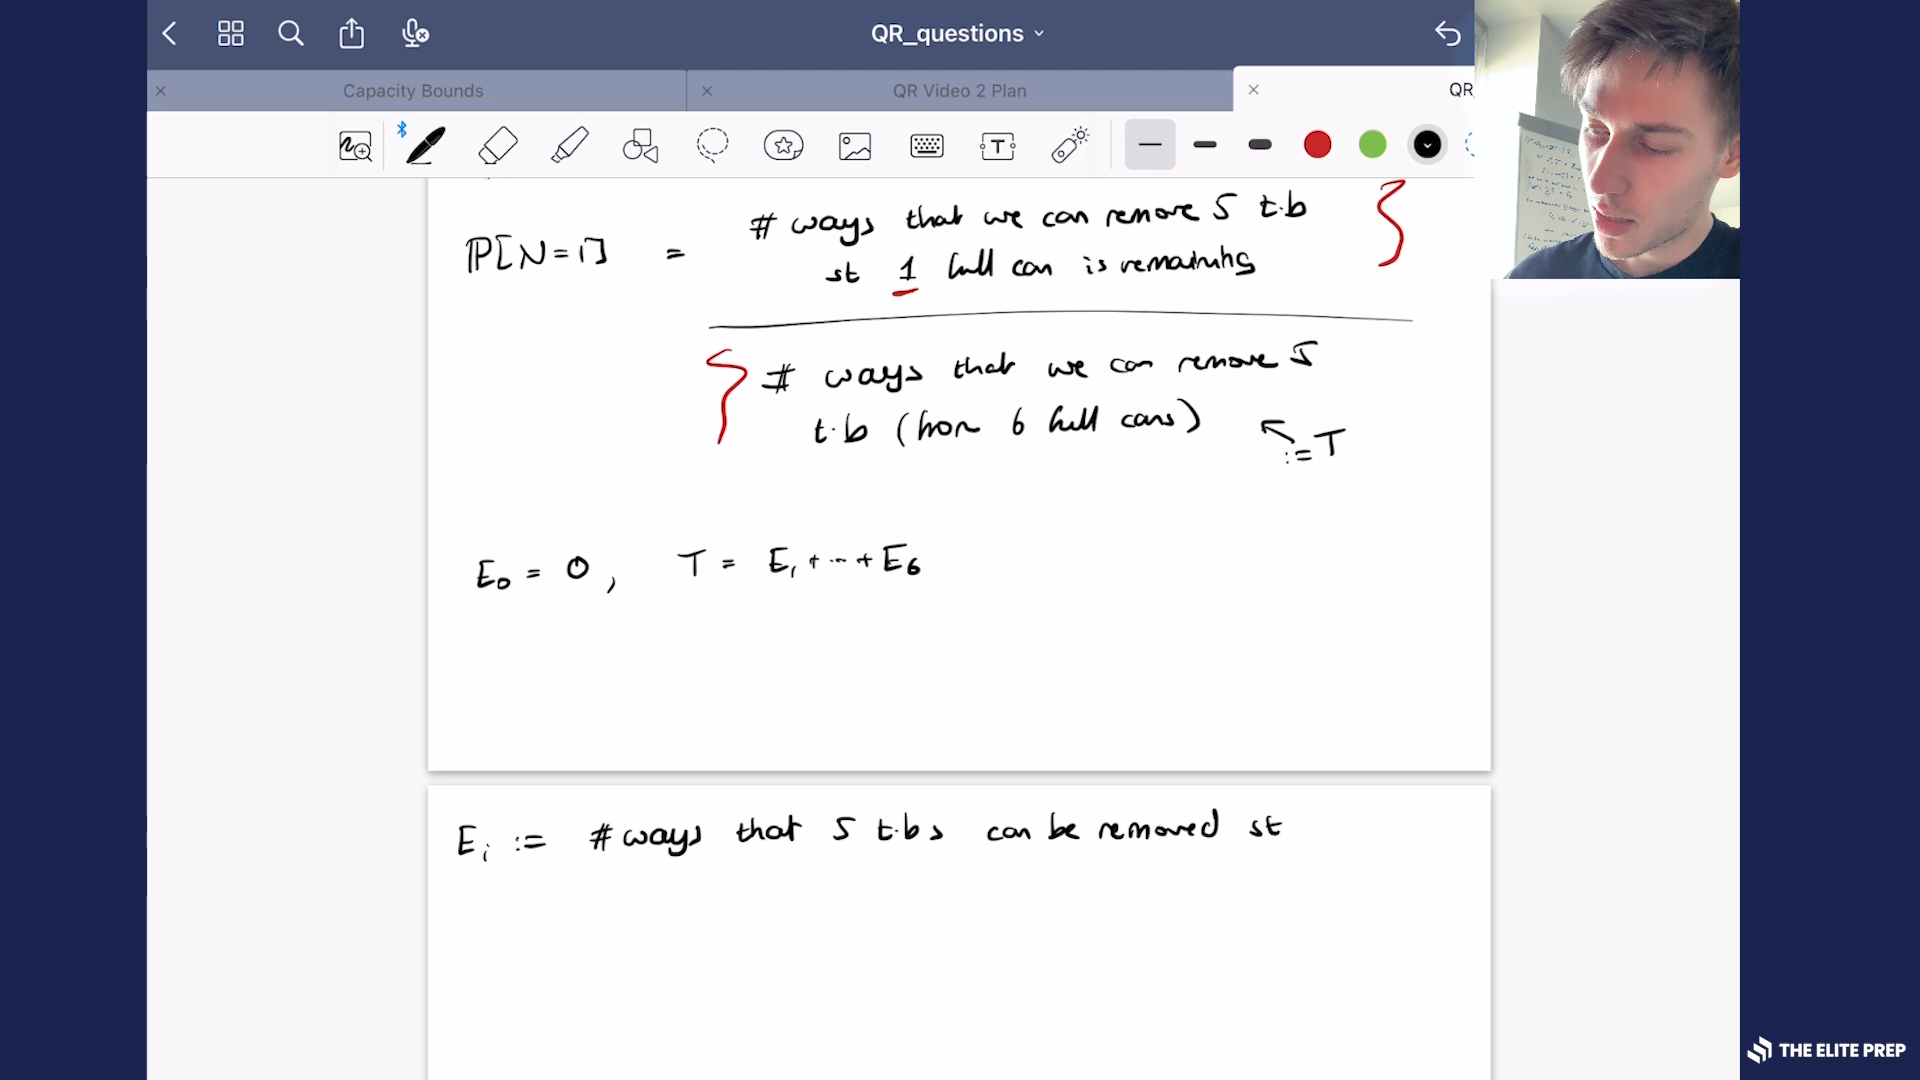 QR_questions
Capacity Bounds
QR Video 2 Plan
QR
# ways that we can remove 5 t.b
P[N=1] =
st 1 full can is remaining
# ways that we can remove 5
t.b (from 6 full cans)
:= T
E0 = 0, T = E1 + ... + E6
Ei := # ways that 5 t.bs can be removed st
THE ELITE PREP